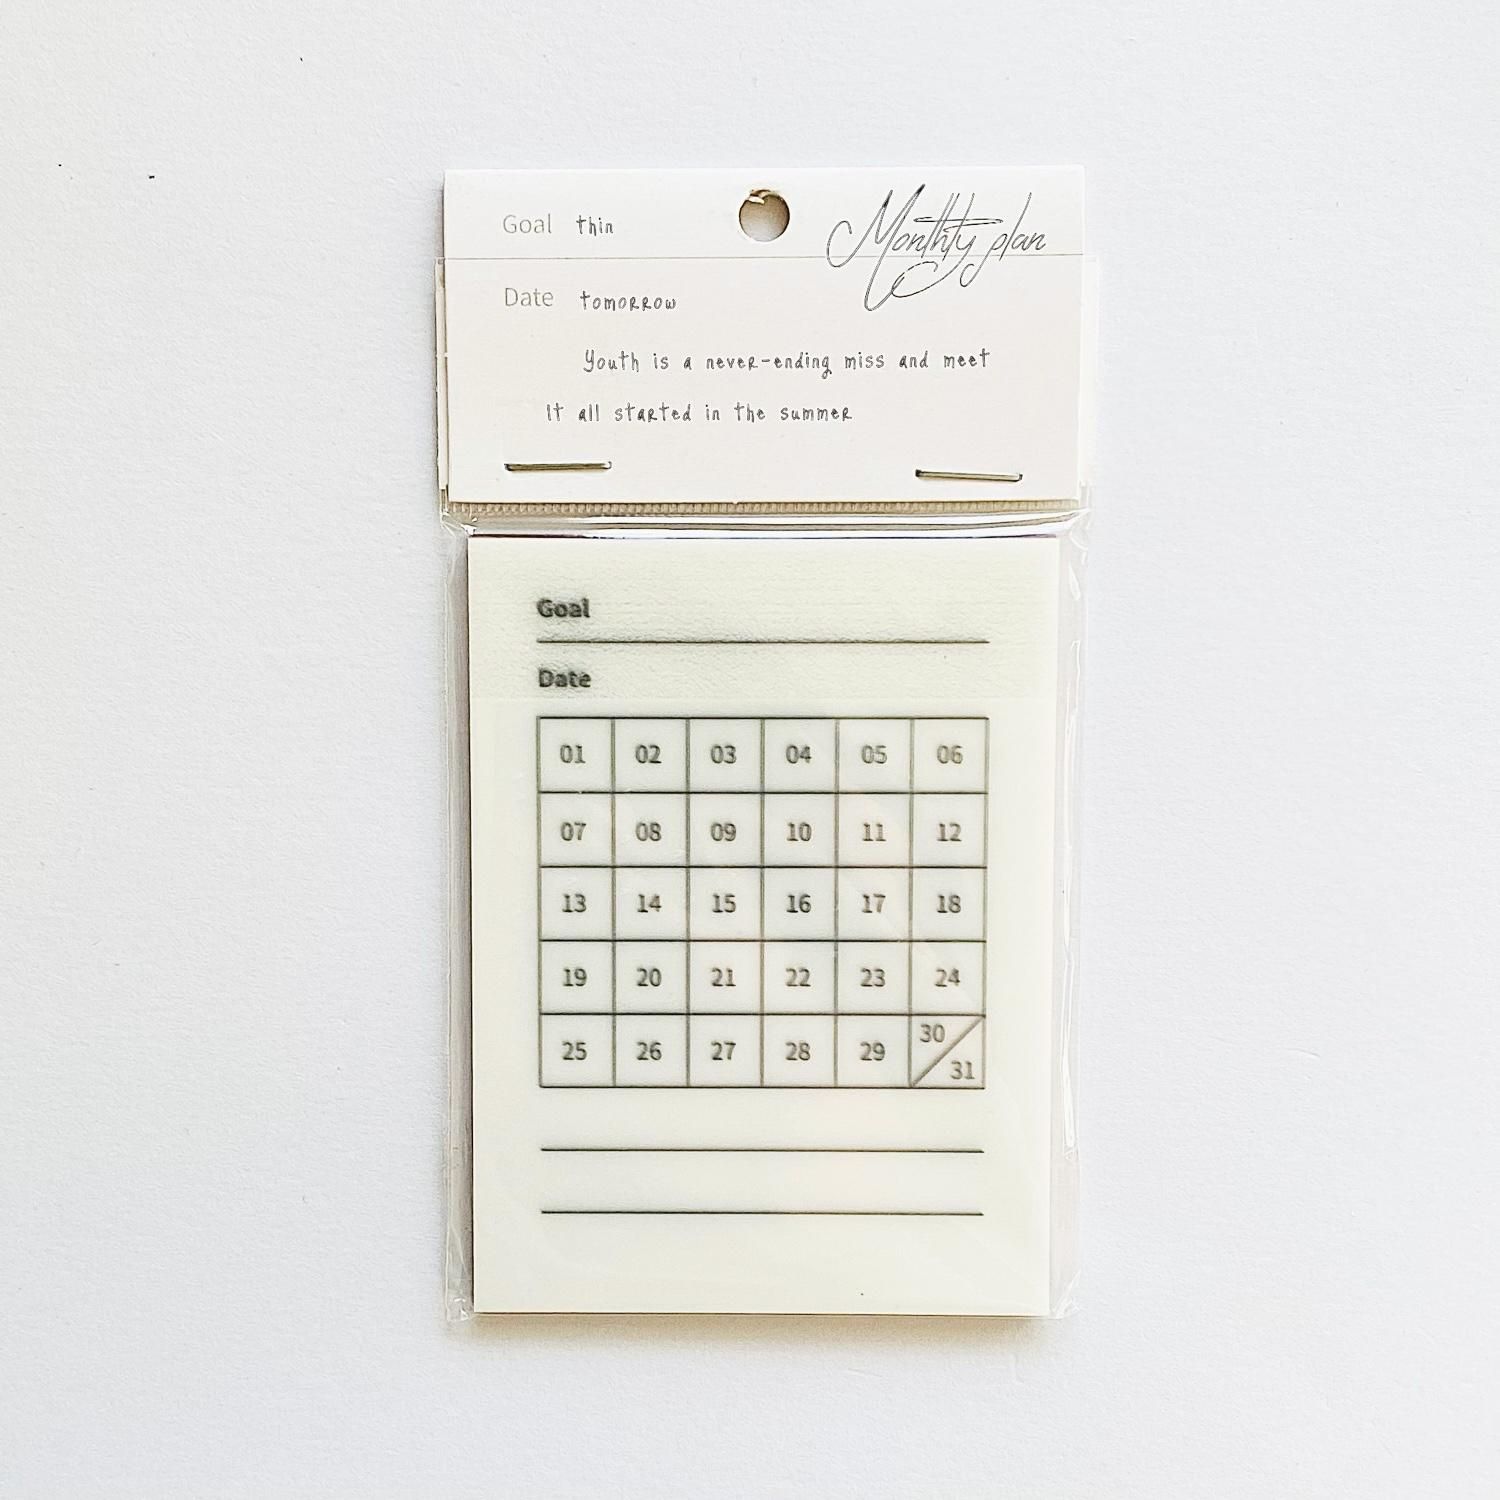 Goal thin
Monthty plan
Date tomorrow
Youth is a never-ending miss and meet
It all started in the summer
Goal
Date
01 02 03 04 05 06
07 08 09 10 11 12
13 14 15 16 17 18
19 20 21 22 23 24
25 26 27 28 29 30 31